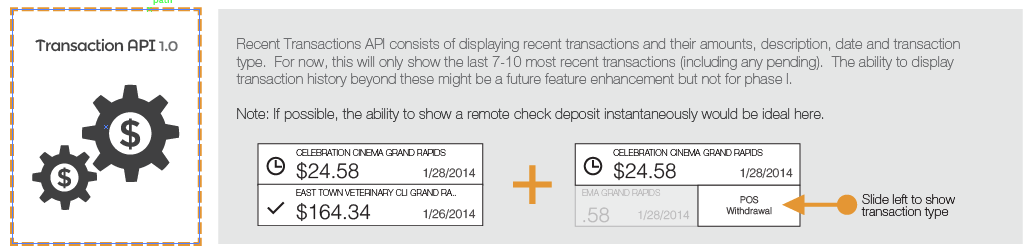 path
Transaction API 1.0
Recent Transactions API consists of displaying recent transactions and their amounts, description, date and transaction
type. For now, this will only show the last 7-10 most recent transactions (including any pending). The ability to display
transaction history beyond these might be a future feature enhancement but not for phase I.
Note: If possible, the ability to show a remote check deposit instantaneously would be ideal here.
CELEBRATION CINEMA GRAND RAPIDS
$24.58 1/28/2014
EAST TOWN VETERINARY CLI GRAND RA..
$164.34 1/26/2014
+
CELEBRATION CINEMA GRAND RAPIDS
$24.58 1/28/2014
EMA GRAND RAPIDS
.58 1/28/2014
POS
Withdrawal
Slide left to show
transaction type
$
$